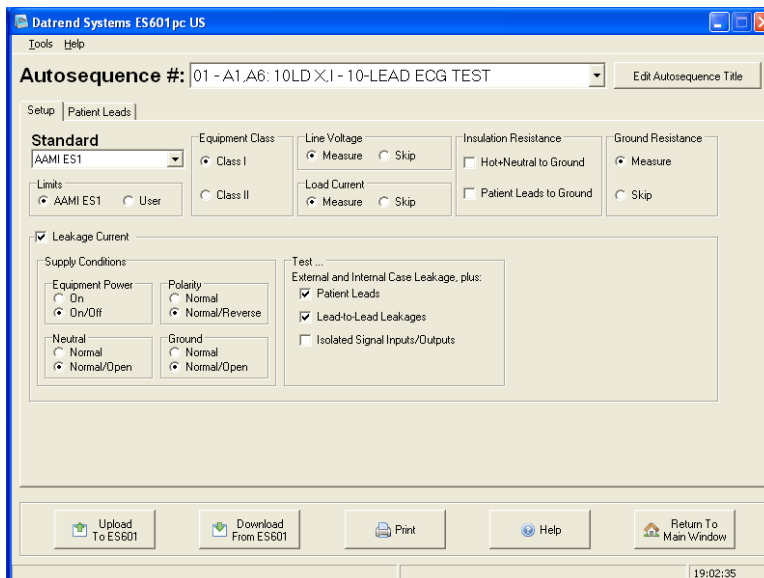 Datrend Systems ES601pc US
Tools Help
Autosequence #: 01 - A1,A6: 10LD X,I - 10-LEAD ECG TEST Edit Autosequence Title
Setup Patient Leads
Standard
AAMI ES1
Limits
AAMI ES1 User
Equipment Class
Class I
Class II
Line Voltage
Measure Skip
Load Current
Measure Skip
Insulation Resistance
Hot+Neutral to Ground
Patient Leads to Ground
Ground Resistance
Measure
Skip
Leakage Current
Supply Conditions
Equipment Power
On
On/Off
Polarity
Normal
Normal/Reverse
Neutral
Normal
Normal/Open
Ground
Normal
Normal/Open
Test ...
External and Internal Case Leakage, plus:
Patient Leads
Lead-to-Lead Leakages
Isolated Signal Inputs/Outputs
Upload
To ES601
Download
From ES601
Print
Help
Return To
Main Window
19:02:35